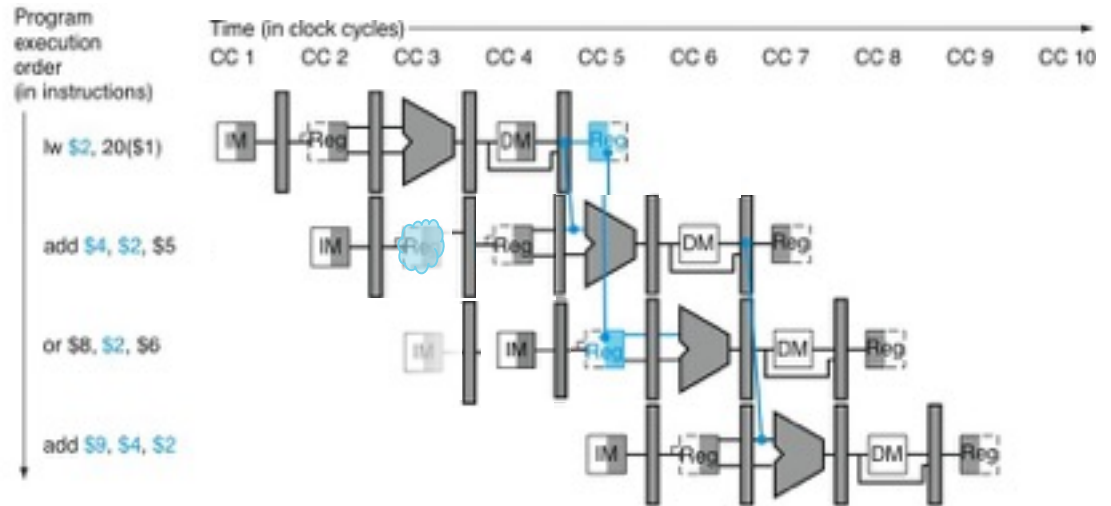 Program
execution
order
(in instructions)
Time (in clock cycles)
CC 1 CC 2 CC 3 CC 4 CC 5 CC 6 CC 7 CC 8 CC 9 CC 10
lw $2, 20($1)
IM Reg DM Reg
add $4, $2, $5
IM Reg Reg DM Reg
or $8, $2, $6
IM IM Reg DM Reg
add $9, $4, $2
IM Reg DM Reg